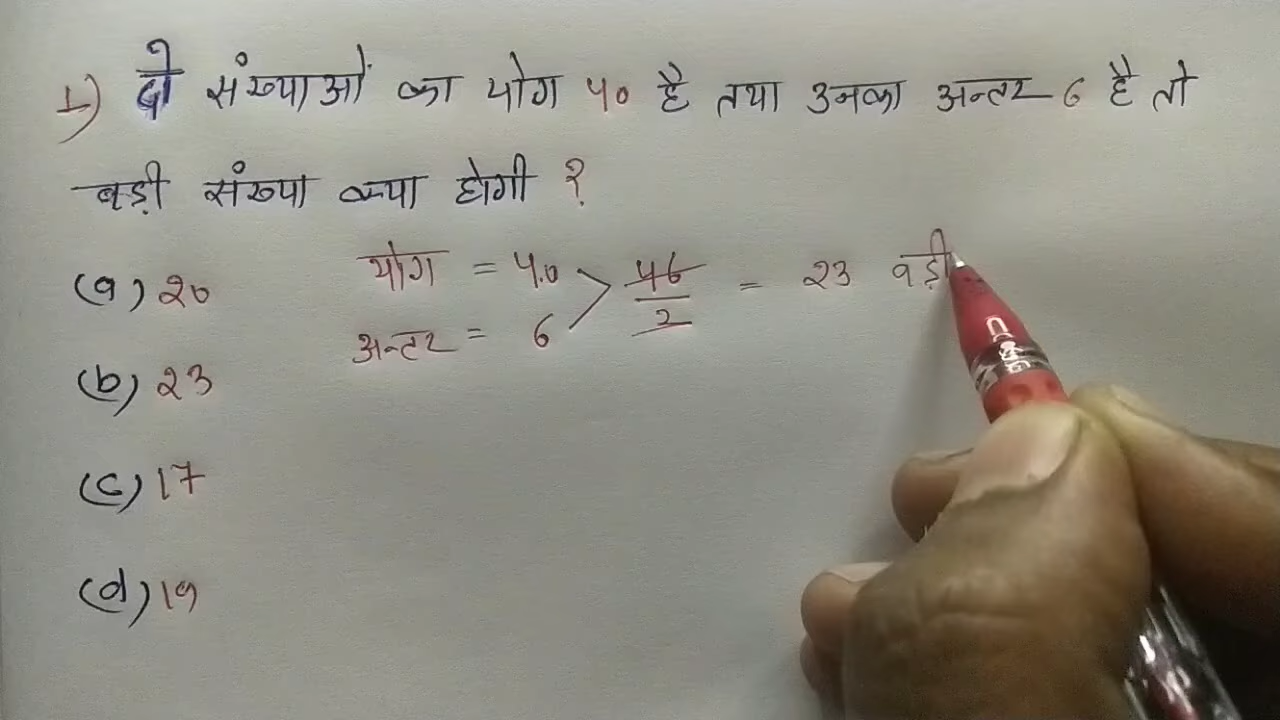 1) दो संख्याओं का योग 40 है तथा उनका अन्तर 6 है तो
बड़ी संख्या क्या होगी ?
(a) 20
(b) 23
(c) 17
(d) 19
योग = 40 > 46/2 = 23 बड़ी
अन्तर = 6